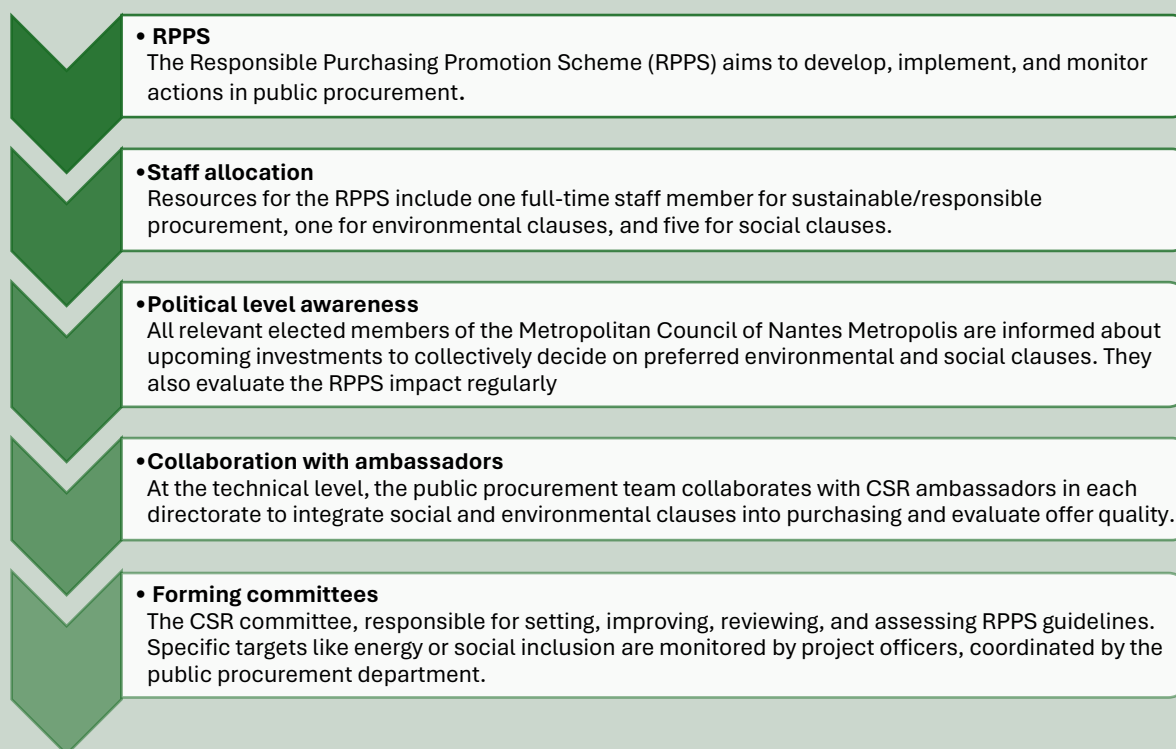 • RPPS
The Responsible Purchasing Promotion Scheme (RPPS) aims to develop, implement, and monitor
actions in public procurement.
•Staff allocation
Resources for the RPPS include one full-time staff member for sustainable/responsible
procurement, one for environmental clauses, and five for social clauses.
•Political level awareness
All relevant elected members of the Metropolitan Council of Nantes Metropolis are informed about
upcoming investments to collectively decide on preferred environmental and social clauses. They
also evaluate the RPPS impact regularly
•Collaboration with ambassadors
At the technical level, the public procurement team collaborates with CSR ambassadors in each
directorate to integrate social and environmental clauses into purchasing and evaluate offer quality.
• Forming committees
The CSR committee, responsible for setting, improving, reviewing, and assessing RPPS guidelines.
Specific targets like energy or social inclusion are monitored by project officers, coordinated by the
public procurement department.